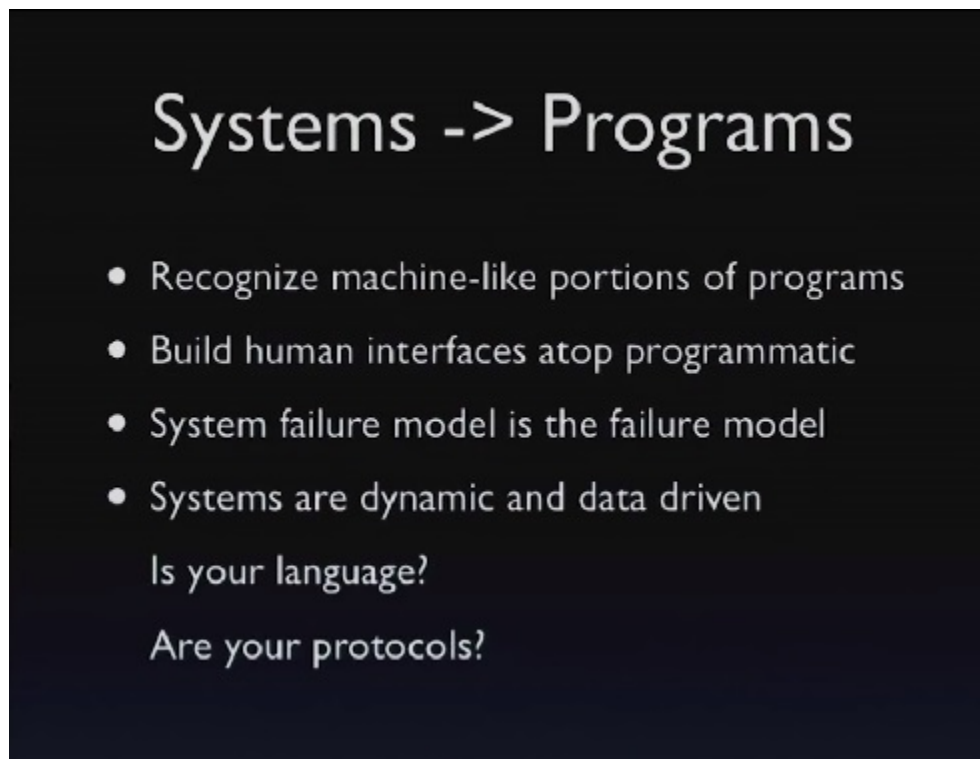 Systems -> Programs
• Recognize machine-like portions of programs
• Build human interfaces atop programmatic
• System failure model is the failure model
• Systems are dynamic and data driven
Is your language?
Are your protocols?